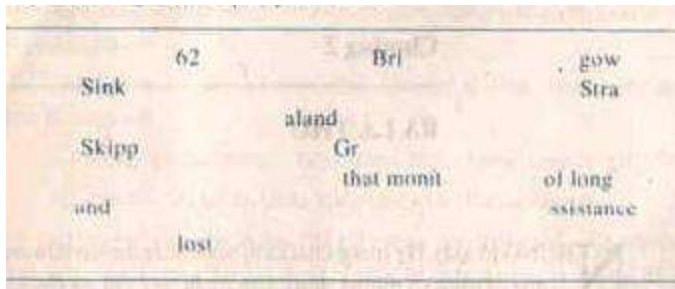 62 Bri gow
Sink Stra
aland
Skipp Gr
that monit of long
and ssistance
lost